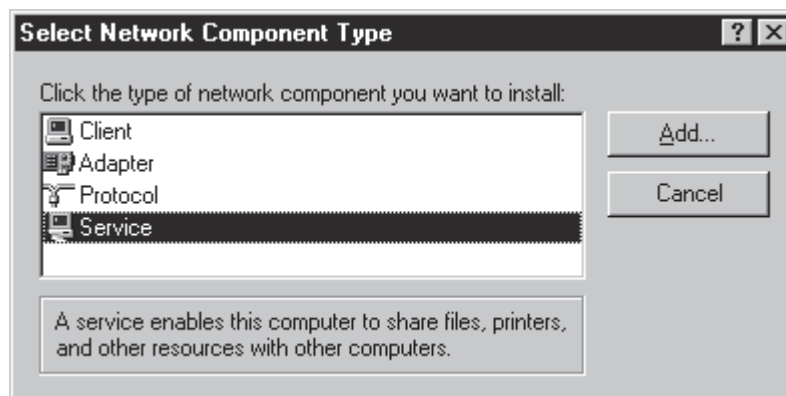 Select Network Component Type
Click the type of network component you want to install:
Client
Adapter
Protocol
Service
Add...
Cancel
A service enables this computer to share files, printers,
and other resources with other computers.